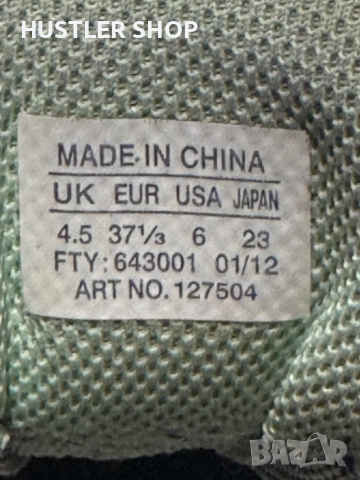 HUSTLER SHOP
MADE-IN CHINA
UK EUR USA JAPAN
4.5 37⅓ 6 23
FTY: 643001 01/12
ART NO. 127504
BAZAR